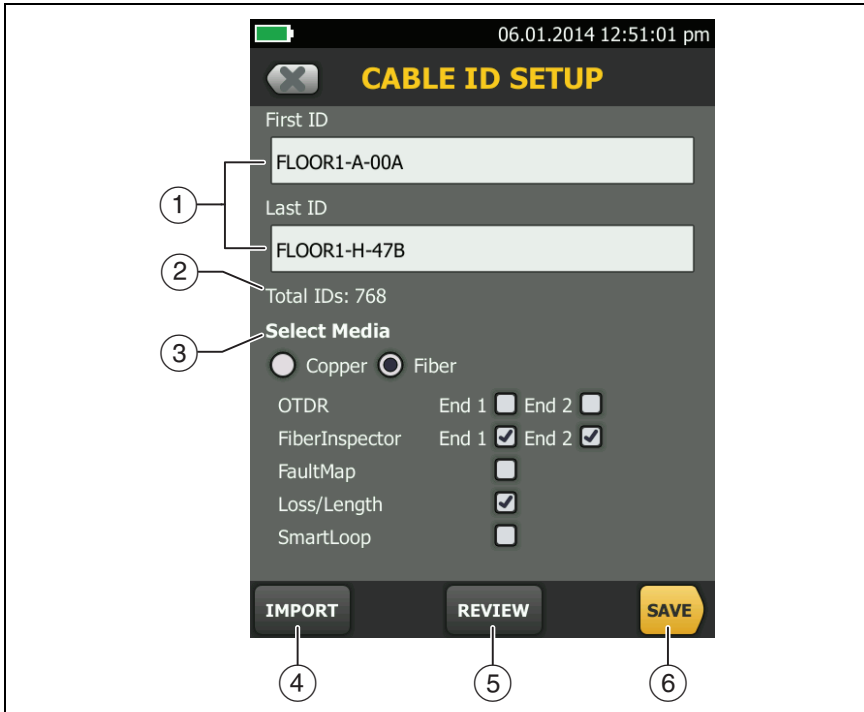 06.01.2014 12:51:01 pm
CABLE ID SETUP
First ID
FLOOR1-A-00A
1
Last ID
FLOOR1-H-47B
2
Total IDs: 768
Select Media
3
Copper Fiber
OTDR End 1 End 2
FiberInspector End 1 End 2
FaultMap
Loss/Length
SmartLoop
IMPORT REVIEW SAVE
4 5 6